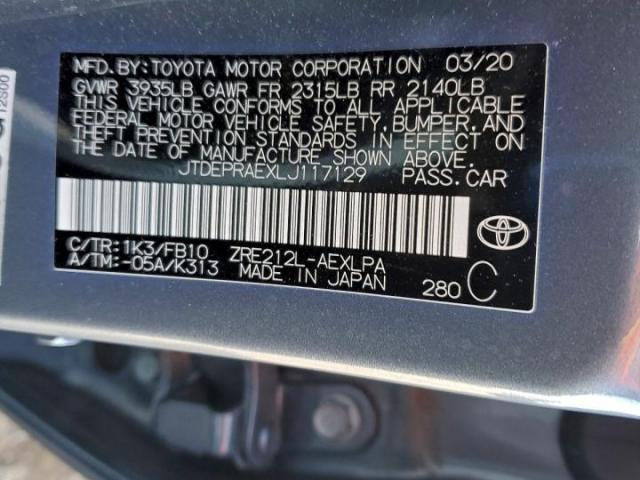 MFD.BY:TOYOTA MOTOR CORPORATION 03/20
GVWR 3935LB GAWR FR 2315LB RR 2140LB
THIS VEHICLE CONFORMS TO ALL APPLICABLE
FEDERAL MOTOR VEHICLE SAFETY, BUMPER, AND
THEFT PREVENTION STANDARDS IN EFFECT ON
THE DATE OF MANUFACTURE SHOWN ABOVE.
JTDEPRAEXLJ117129 PASS.CAR
C/TR:1K3/FB10 ZRE212L-AEXLPA
A/TM:-05A/K313 MADE IN JAPAN
280 C